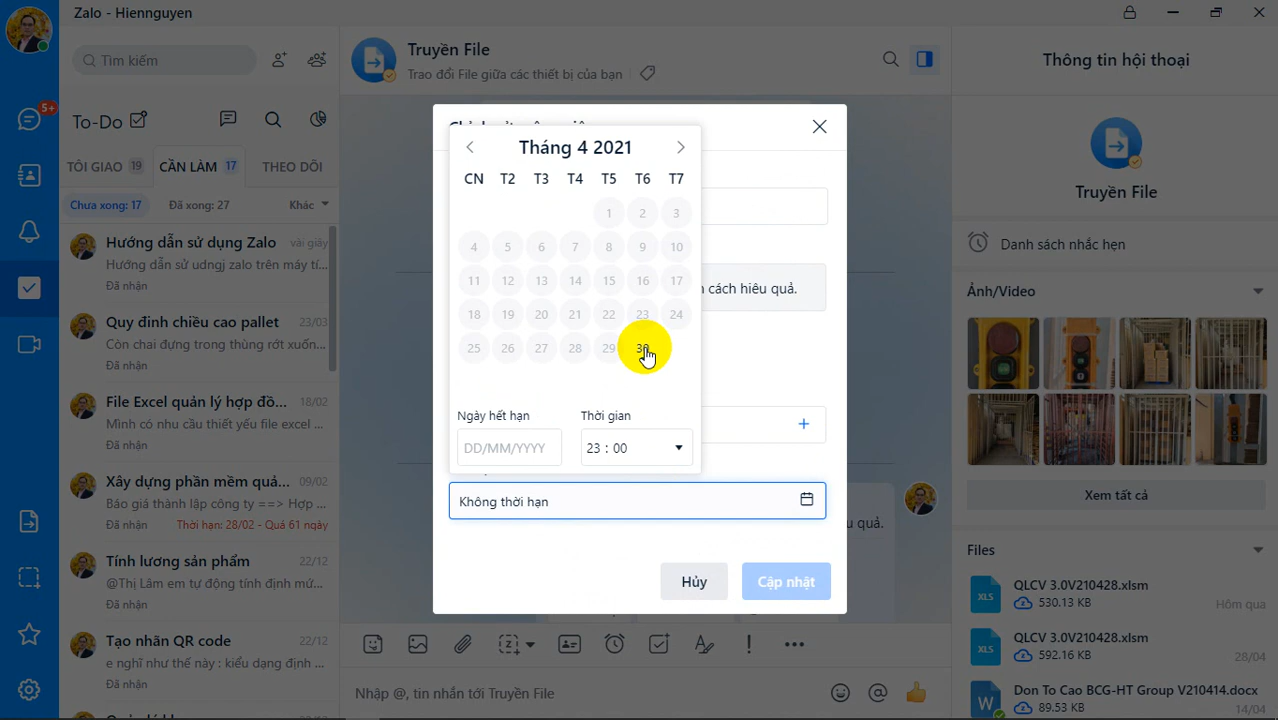 Zalo - Hiennguyen
Tìm kiếm
5+
To-Do
TÔI GIAO 19
CẦN LÀM 17
THEO DÕI
Chưa xong: 17
Đã xong: 27
Khác
Hướng dẫn sử dụng Zalo
vài giây
Hướng dẫn sử udngj zalo trên máy tí...
Đã nhận
Quy đinh chiều cao pallet
23/03
Còn chai đựng trong thùng rớt xuốn...
Đã nhận
File Excel quản lý hợp đồ...
18/02
Mình có nhu cầu thiết yếu file excel ...
Đã nhận
Xây dựng phần mềm quả...
09/02
Báo giá thành lập công ty ==> Hợp ...
Đã nhận
Thời hạn: 28/02 - Quá 61 ngày
Tính lương sản phẩm
22/12
@Thị Lâm em tự động tính định mứ...
Đã nhận
Tạo nhãn QR code
22/12
e nghĩ như thế này : kiểu dạng định ...
Đã nhận
Truyền File
Trao đổi File giữa các thiết bị của bạn
Tháng 4 2021
CN T2 T3 T4 T5 T6 T7
1 2 3
4 5 6 7 8 9 10
11 12 13 14 15 16 17
18 19 20 21 22 23 24
25 26 27 28 29 30
cách hiêu quả.
Ngày hết hạn
Thời gian
DD/MM/YYYY
23 : 00
Không thời hạn
u quả.
Hủy
Cập nhật
Nhập @, tin nhắn tới Truyền File
Thông tin hội thoại
Truyền File
Danh sách nhắc hẹn
Ảnh/Video
Xem tất cả
Files
XLS
QLCV 3.0V210428.xlsm
530.13 KB
Hôm qua
XLS
QLCV 3.0V210428.xlsm
592.16 KB
28/04
W
Don To Cao BCG-HT Group V210414.docx
89.53 KB
14/04